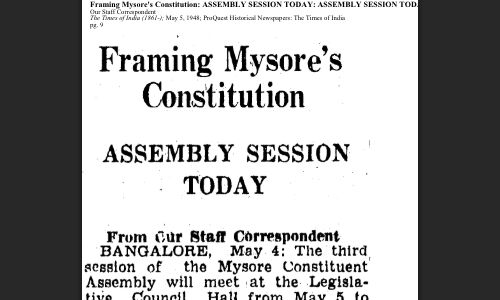 Framing Mysore's Constitution: ASSEMBLY SESSION TODAY: ASSEMBLY SESSION TOD
Our Staff Correspondent
The Times of India (1861-); May 5, 1948; ProQuest Historical Newspapers: The Times of India
pg. 9
Framing Mysore's
Constitution
ASSEMBLY SESSION
TODAY
From Our Staff Correspondent
BANGALORE, May 4: The third
session of the Mysore Constituent
Assembly will meet at the Legisla-
tive Council Hall from May 5 to